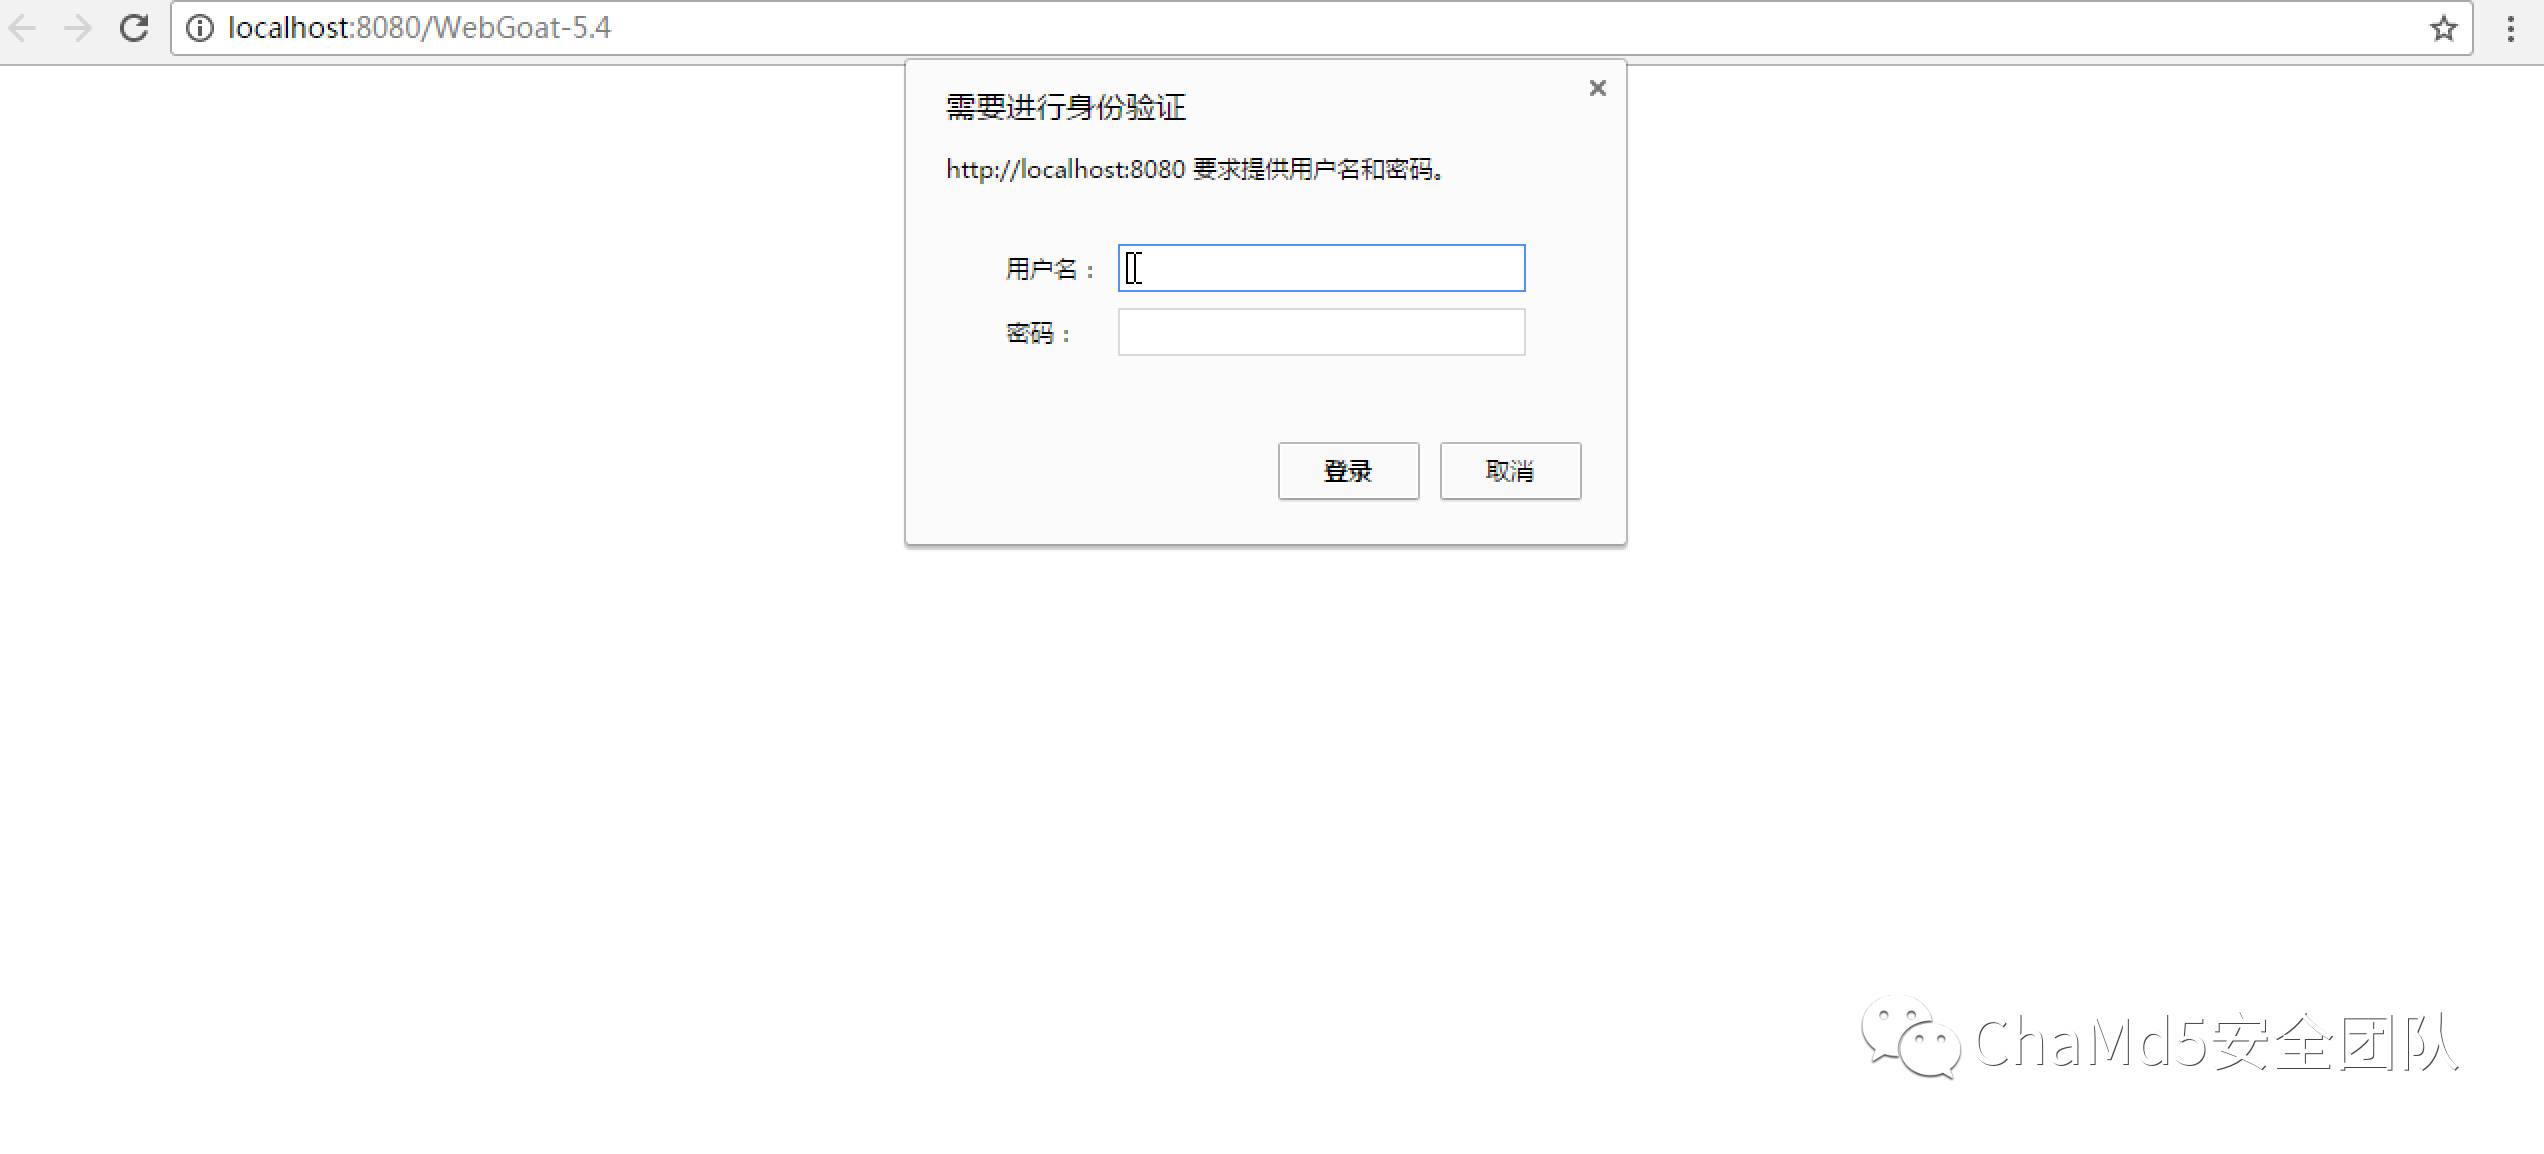 localhost:8080/WebGoat-5.4
需要进行身份验证
http://localhost:8080 要求提供用户名和密码。
用户名：
密码：
登录 取消
ChaMd5安全团队